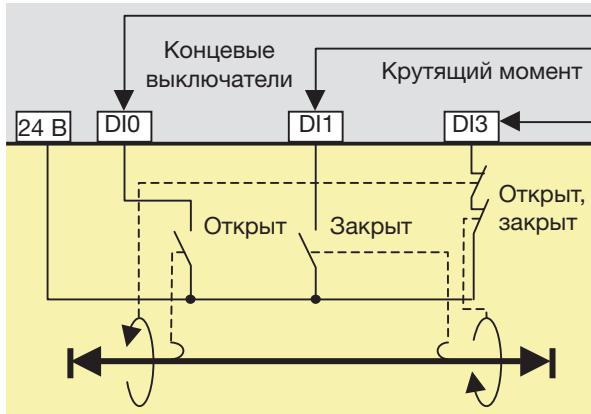 Концевые
выключатели
Крутящий момент
24 В
DI0
DI1
DI3
Открыт
Закрыт
Открыт,
закрыт